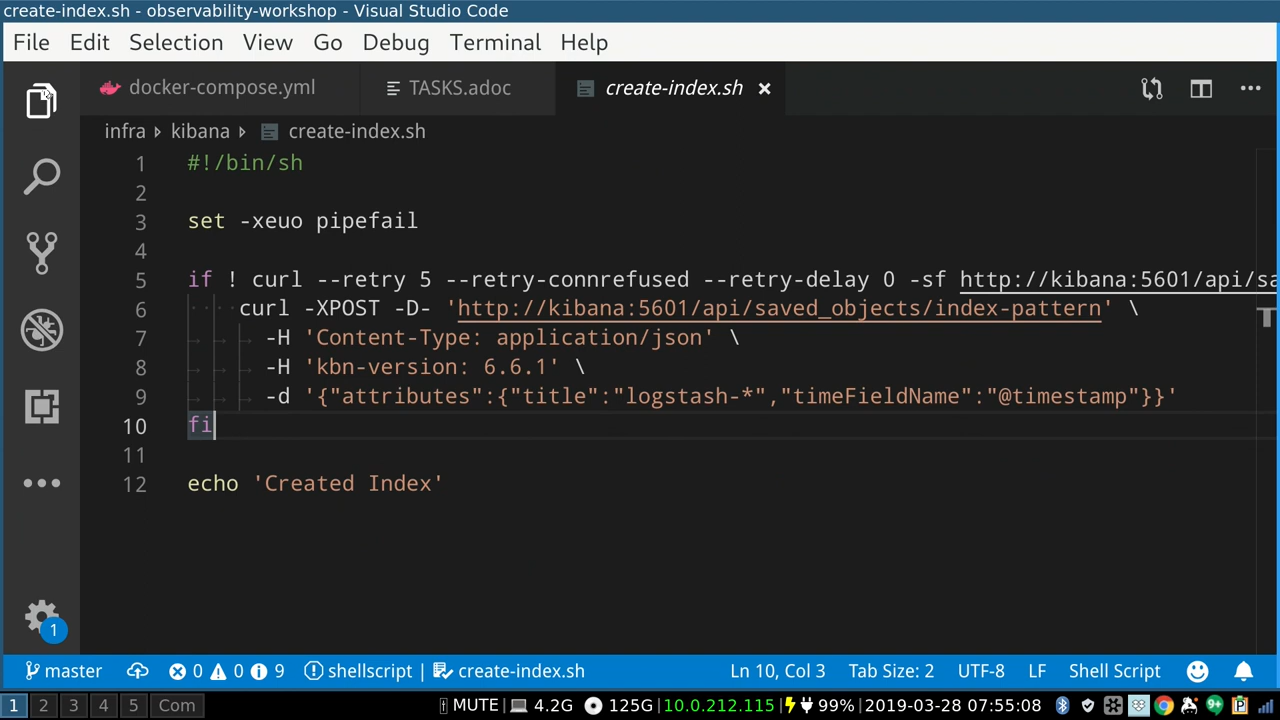 create-index.sh - observability-workshop - Visual Studio Code
File Edit Selection View Go Debug Terminal Help
docker-compose.yml TASKS.adoc create-index.sh ×
infra kibana create-index.sh
1 #!/bin/sh
2
3 set -xeuo pipefail
4
5 if ! curl --retry 5 --retry-connrefused --retry-delay 0 -sf http://kibana:5601/api/sa
6 curl -XPOST -D- 'http://kibana:5601/api/saved_objects/index-pattern' \
7 -H 'Content-Type: application/json' \
8 -H 'kbn-version: 6.6.1' \
9 -d '{"attributes":{"title":"logstash-*","timeFieldName":"@timestamp"}}'
10 fi
11
12 echo 'Created Index'
1
master 0 0 9 shellscript | create-index.sh Ln 10, Col 3 Tab Size: 2 UTF-8 LF Shell Script
1 2 3 4 5 Com MUTE | 4.2G | 125G | 10.0.212.115 | 99% | 2019-03-28 07:55:08 9+